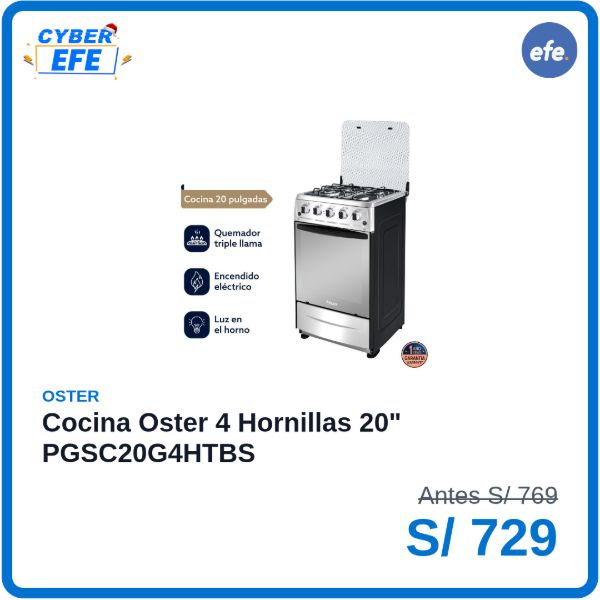 CYBER
EFE
efe.
Cocina 20 pulgadas
Quemador
triple llama
Encendido
eléctrico
Luz en
el horno
GARANTÍA
OSTER
Cocina Oster 4 Hornillas 20"
PGSC20G4HTBS
Antes S/ 769
S/ 729